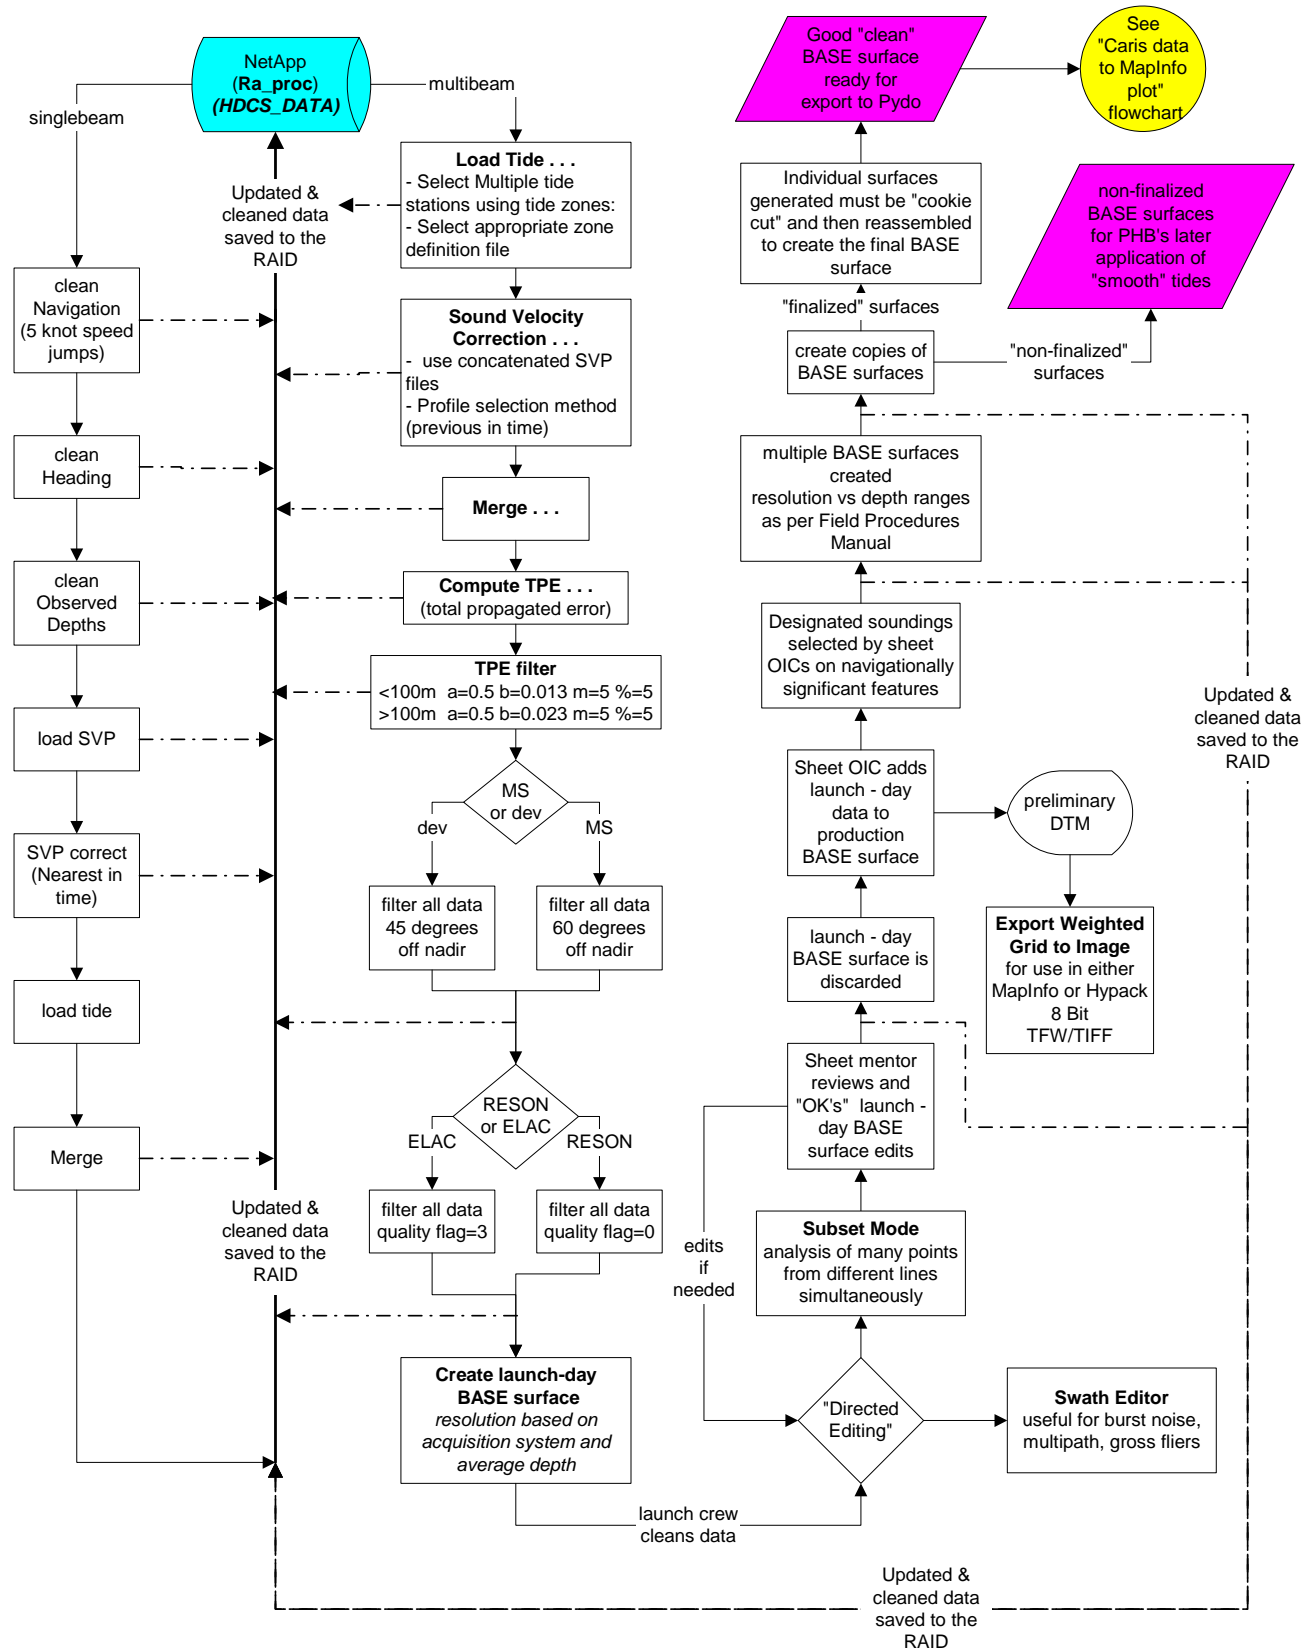 NetApp
(Ra_proc)
(HDCS_DATA)
singlebeam
multibeam
Updated &
cleaned data
saved to the
RAID
clean
Navigation
(5 knot speed
jumps)
clean
Heading
clean
Observed
Depths
load SVP
SVP correct
(Nearest in
time)
load tide
Merge
Updated &
cleaned data
saved to the
RAID
Load Tide . . .
- Select Multiple tide
stations using tide zones:
- Select appropriate zone
definition file
Sound Velocity
Correction . . .
- use concatenated SVP
files
- Profile selection method
(previous in time)
Merge . . .
Compute TPE . . .
(total propagated error)
TPE filter
<100m a=0.5 b=0.013 m=5 %=5
>100m a=0.5 b=0.023 m=5 %=5
MS
or dev
dev
MS
filter all data
45 degrees
off nadir
filter all data
60 degrees
off nadir
RESON
or ELAC
ELAC
RESON
filter all data
quality flag=3
filter all data
quality flag=0
Create launch-day
BASE surface
resolution based on
acquisition system and
average depth
launch crew
cleans data
"Directed
Editing"
Swath Editor
useful for burst noise,
multipath, gross fliers
edits
if
needed
Subset Mode
analysis of many points
from different lines
simultaneously
Sheet mentor
reviews and
"OK's" launch -
day BASE
surface edits
launch - day
BASE surface is
discarded
Sheet OIC adds
launch - day
data to
production
BASE surface
preliminary
DTM
Export Weighted
Grid to Image
for use in either
MapInfo or Hypack
8 Bit
TFW/TIFF
Designated soundings
selected by sheet
OICs on navigationally
significant features
multiple BASE surfaces
created
resolution vs depth ranges
as per Field Procedures
Manual
create copies of
BASE surfaces
"finalized" surfaces
"non-finalized"
surfaces
Individual surfaces
generated must be "cookie
cut" and then reassembled
to create the final BASE
surface
non-finalized
BASE surfaces
for PHB's later
application of
"smooth" tides
Good "clean"
BASE surface
ready for
export to Pydo
See
"Caris data
to MapInfo
plot"
flowchart
Updated &
cleaned data
saved to the
RAID
Updated &
cleaned data
saved to the
RAID